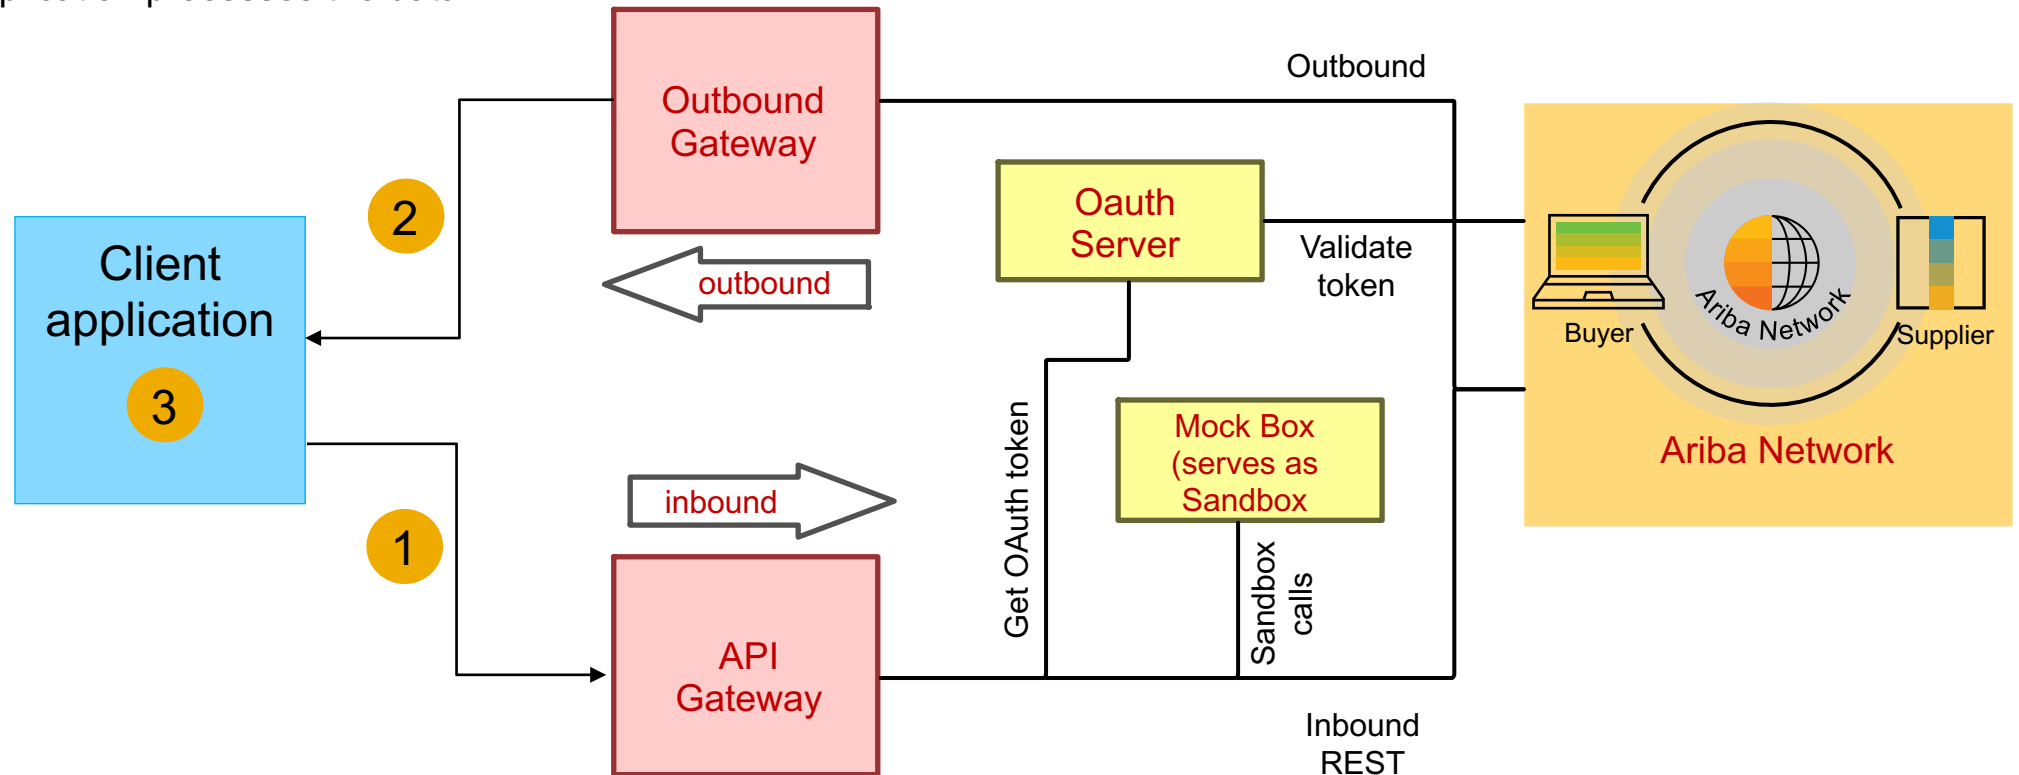 Outbound
Gateway
Outbound
2
Oauth
Server
Validate
token
Client
application
outbound
Buyer
Ariba Network
Supplier
3
Mock Box
(serves as
Sandbox
Ariba Network
Get OAuth token
inbound
1
Sandbox
calls
API
Gateway
Inbound
REST